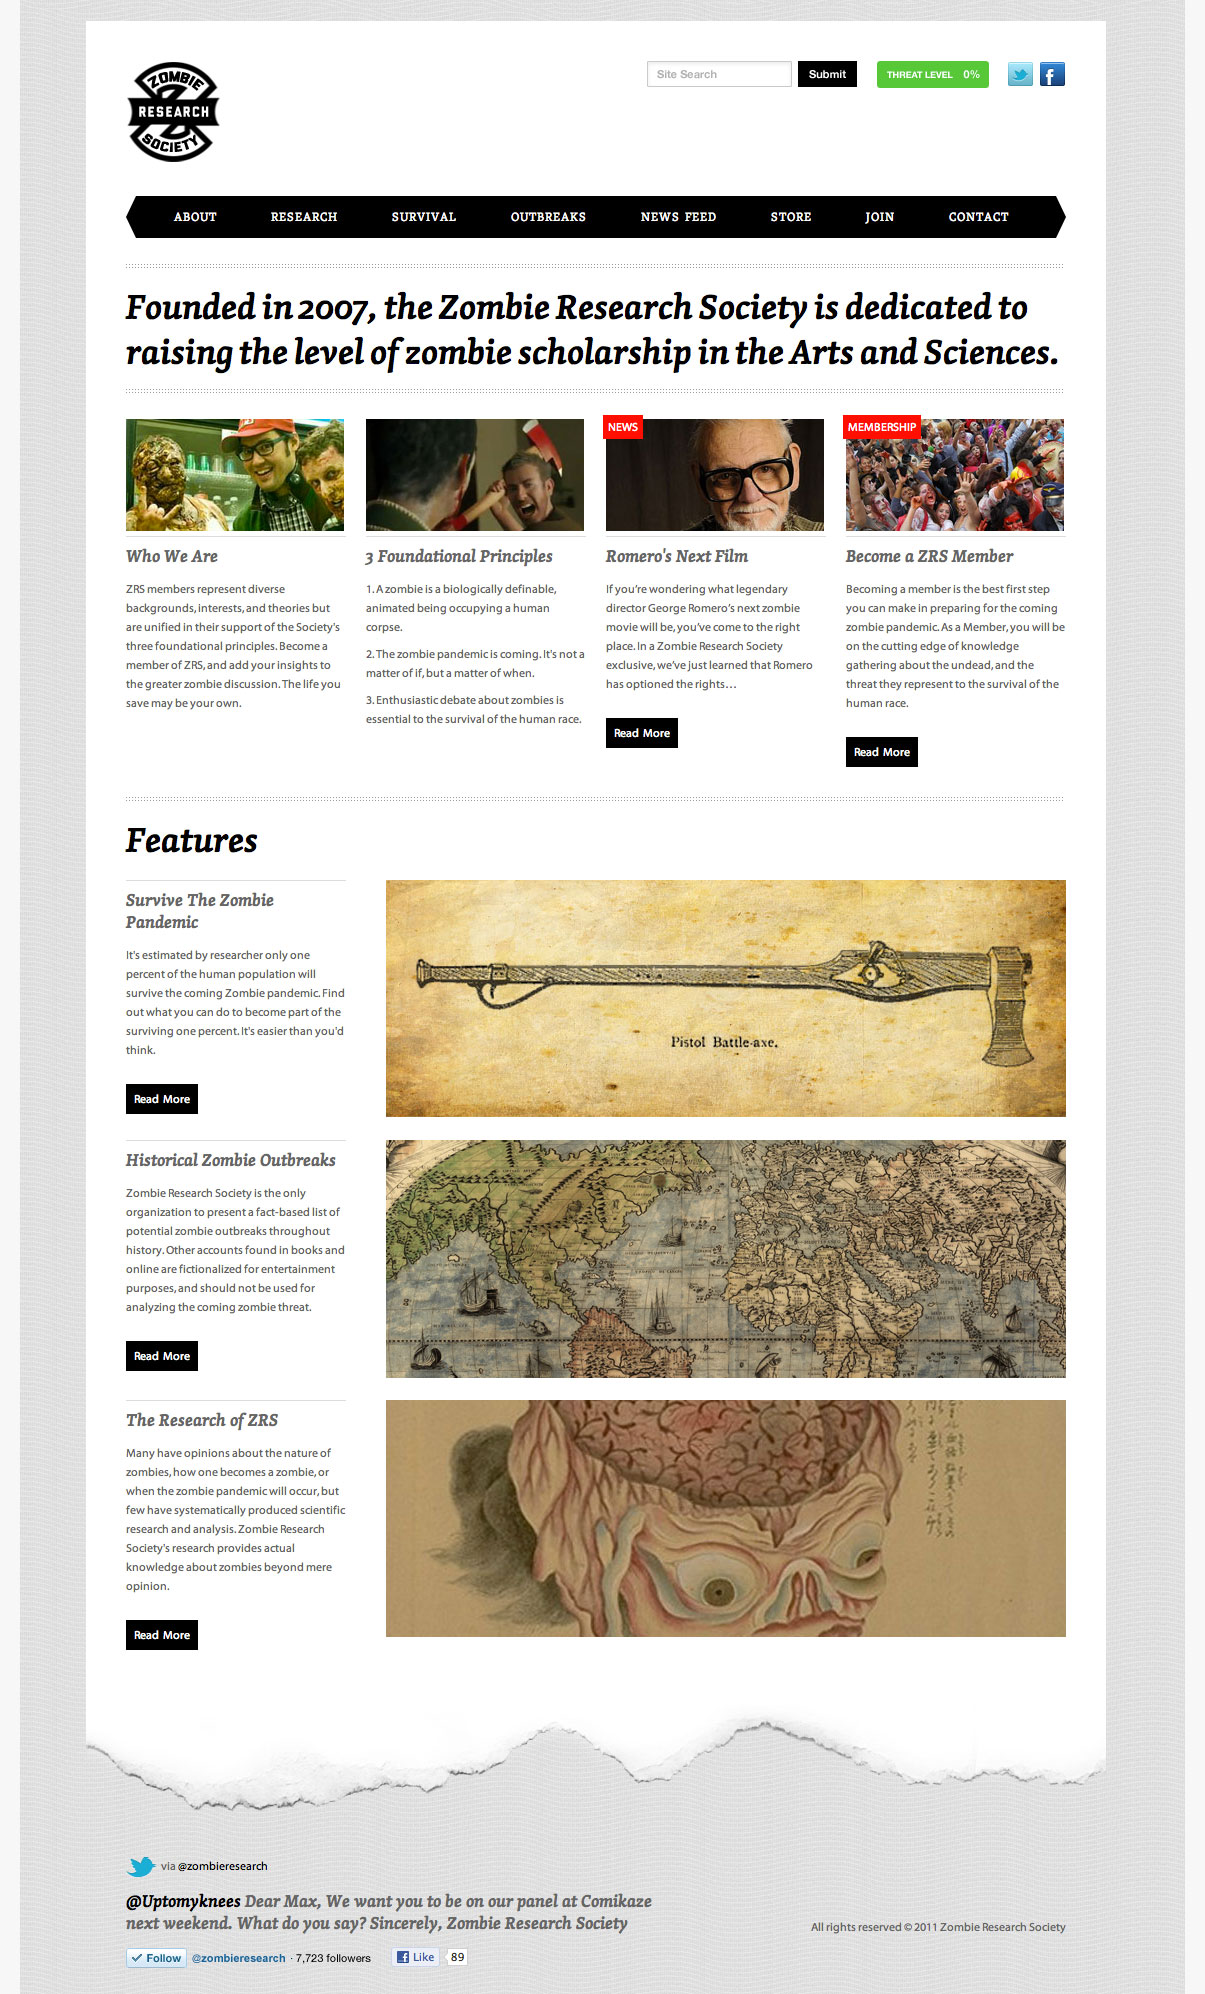 ZOMBIE
RESEARCH
SOCIETY
Site Search
Submit
THREAT LEVEL 0%
ABOUT RESEARCH SURVIVAL OUTBREAKS NEWS FEED STORE JOIN CONTACT
Founded in 2007, the Zombie Research Society is dedicated to
raising the level of zombie scholarship in the Arts and Sciences.
Who We Are
ZRS members represent diverse
backgrounds, interests, and theories but
are unified in their support of the Society's
three foundational principles. Become a
member of ZRS, and add your insights to
the greater zombie discussion. The life you
save may be your own.
3 Foundational Principles
1. A zombie is a biologically definable,
animated being occupying a human
corpse.
2. The zombie pandemic is coming. It's not a
matter of if, but a matter of when.
3. Enthusiastic debate about zombies is
essential to the survival of the human race.
NEWS
Romero's Next Film
If you're wondering what legendary
director George Romero's next zombie
movie will be, you've come to the right
place. In a Zombie Research Society
exclusive, we've just learned that Romero
has optioned the rights…
Read More
MEMBERSHIP
Become a ZRS Member
Becoming a member is the best first step
you can make in preparing for the coming
zombie pandemic. As a Member, you will be
on the cutting edge of knowledge
gathering about the undead, and the
threat they represent to the survival of the
human race.
Read More
Features
Survive The Zombie
Pandemic
It's estimated by researcher only one
percent of the human population will
survive the coming Zombie pandemic. Find
out what you can do to become part of the
surviving one percent. It's easier than you'd
think.
Read More
Pistol Battle-axe.
Historical Zombie Outbreaks
Zombie Research Society is the only
organization to present a fact-based list of
potential zombie outbreaks throughout
history. Other accounts found in books and
online are fictionalized for entertainment
purposes, and should not be used for
analyzing the coming zombie threat.
Read More
The Research of ZRS
Many have opinions about the nature of
zombies, how one becomes a zombie, or
when the zombie pandemic will occur, but
few have systematically produced scientific
research and analysis. Zombie Research
Society's research provides actual
knowledge about zombies beyond mere
opinion.
Read More
via @zombieresearch
@Uptomyknees Dear Max, We want you to be on our panel at Comikaze
next weekend. What do you say? Sincerely, Zombie Research Society
Follow @zombieresearch · 7,723 followers
Like 89
All rights reserved © 2011 Zombie Research Society